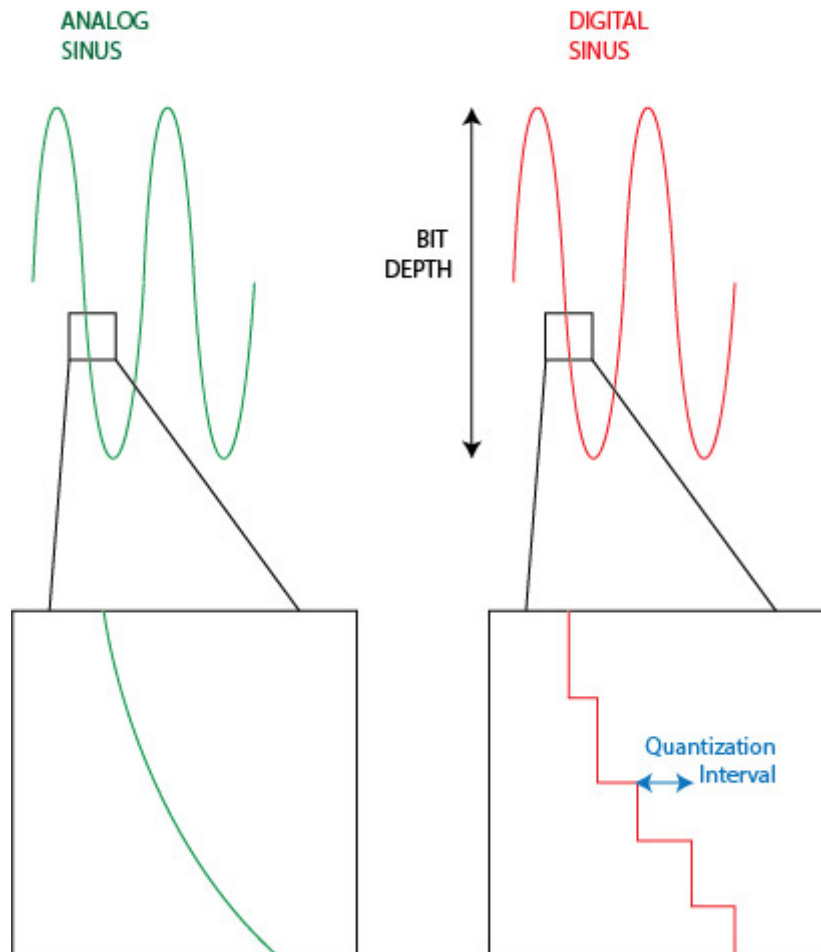 ANALOG
SINUS
DIGITAL
SINUS
BIT
DEPTH
Quantization
Interval